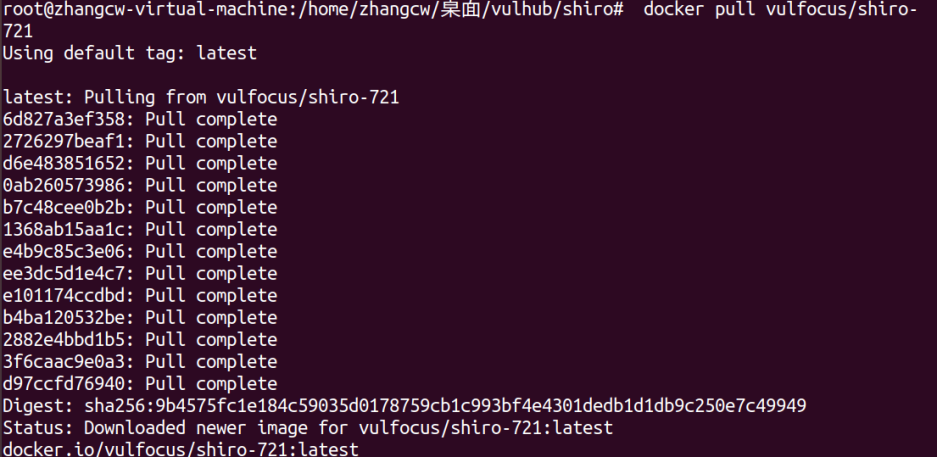 root@zhangcw-virtual-machine:/home/zhangcw/桌面/vulhub/shiro#  docker pull vulfocus/shiro-
721
Using default tag: latest
latest: Pulling from vulfocus/shiro-721
6d827a3ef358: Pull complete
2726297beaf1: Pull complete
d6e483851652: Pull complete
0ab260573986: Pull complete
b7c48cee0b2b: Pull complete
1368ab15aa1c: Pull complete
e4b9c85c3e06: Pull complete
ee3dc5d1e4c7: Pull complete
e101174ccdbd: Pull complete
b4ba120532be: Pull complete
2882e4bbd1b5: Pull complete
3f6caac9e0a3: Pull complete
d97ccfd76940: Pull complete
Digest: sha256:9b4575fc1e184c59035d0178759cb1c993bf4e4301dedb1d1db9c250e7c49949
Status: Downloaded newer image for vulfocus/shiro-721:latest
docker.io/vulfocus/shiro-721:latest